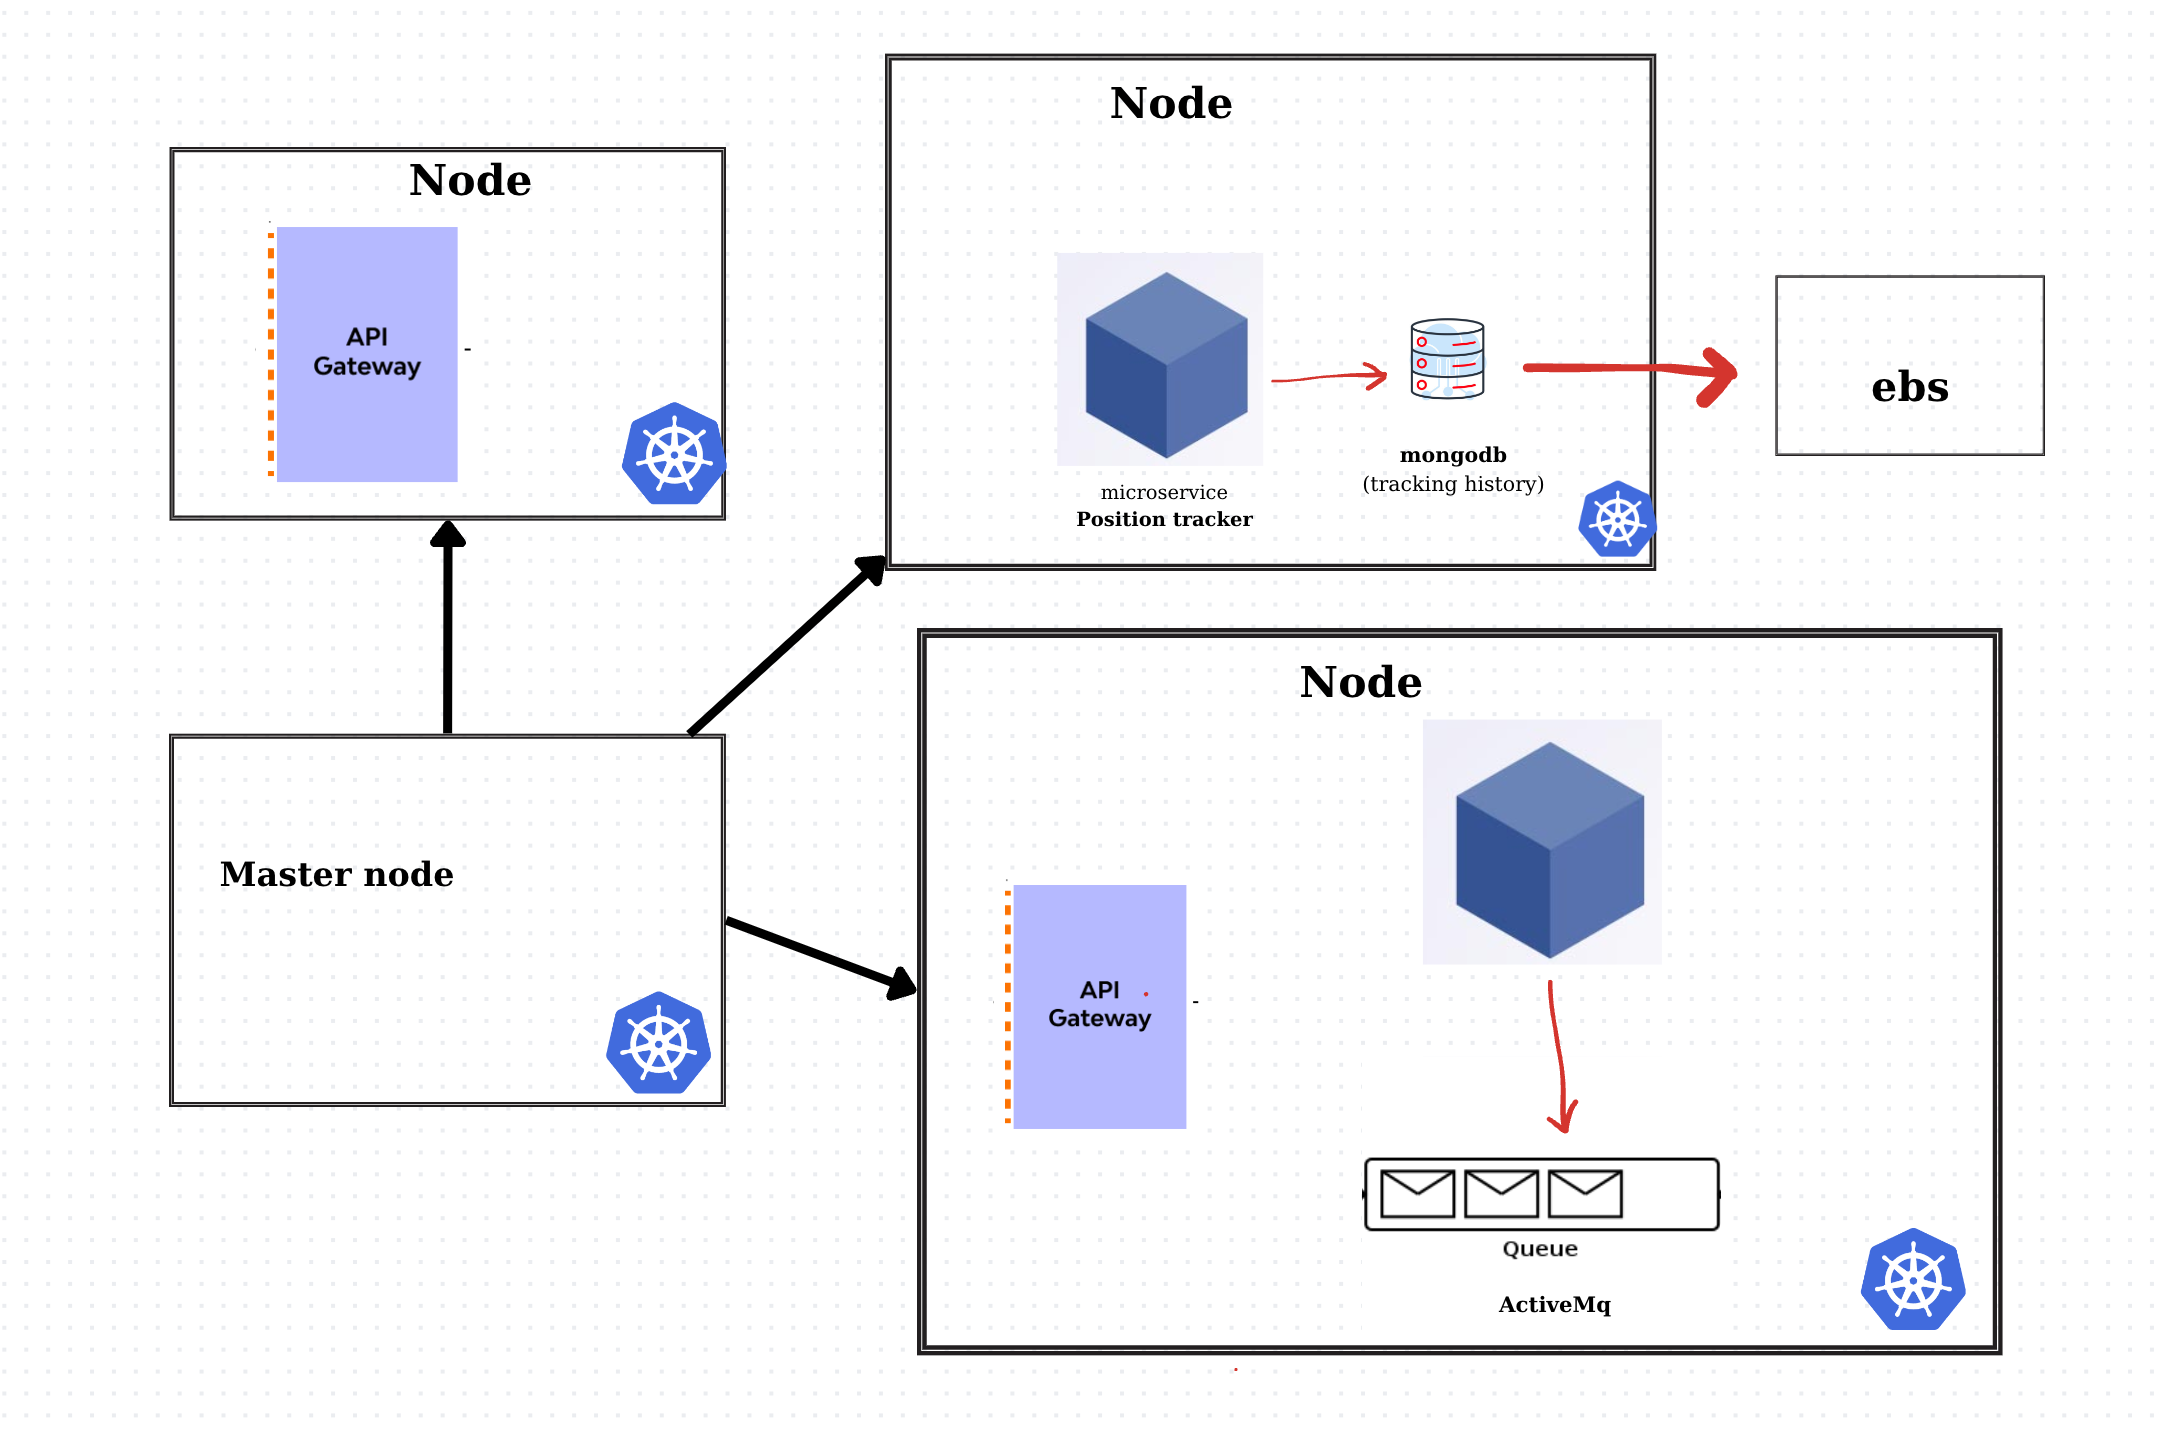 Node
API
Gateway
Node
microservice
Position tracker
mongodb
(tracking history)
ebs
Master node
Node
API
Gateway
Queue
ActiveMq